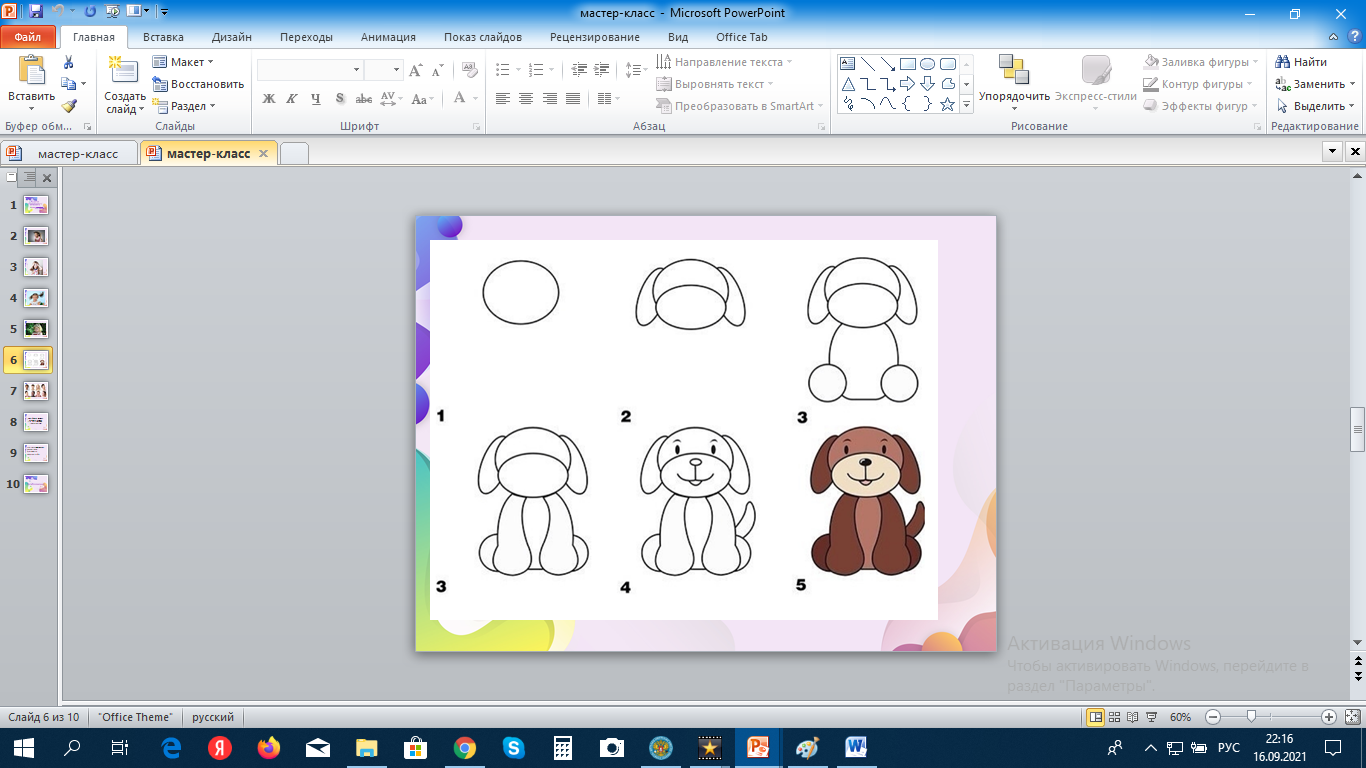 мастер-класс - Microsoft PowerPoint
Файл Главная Вставка Дизайн Переходы Анимация Показ слайдов Рецензирование Вид Office Tab
Вставить
Создать слайд
Макет
Восстановить
Раздел
Ж К Ч S abc AV Aa A
Направление текста
Выровнять текст
Преобразовать в SmartArt
Упорядочить
Экспресс-стили
Заливка фигуры
Контур фигуры
Эффекты фигур
Найти
Заменить
Выделить
Буфер обм... Слайды Шрифт Абзац Рисование Редактирование
мастер-класс мастер-класс
1
2
3
4
5
6
7
8
9
10
1 2 3
3 4 5
Активация Windows
Чтобы активировать Windows, перейдите в
раздел "Параметры".
Слайд 6 из 10 "Office Theme" русский 60%
РУС 22:16
16.09.2021